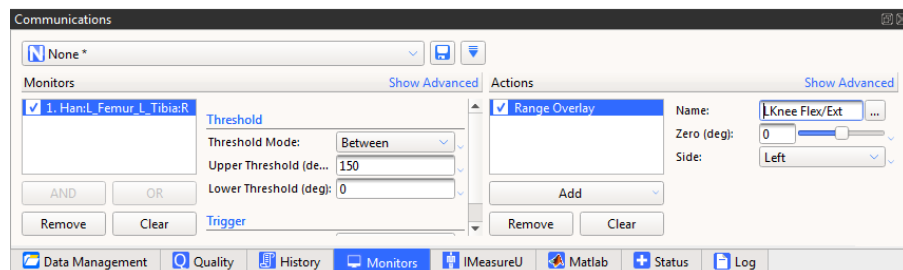 Communications
None *
Monitors Show Advanced Actions Show Advanced
1. Han:L_Femur_L_Tibia:R
Threshold
Threshold Mode: Between
Upper Threshold (de... 150
Lower Threshold (deg): 0
Trigger
AND OR
Remove Clear
Range Overlay
Name: LKnee Flex/Ext ...
Zero (deg): 0
Side: Left
Add
Remove Clear
Data Management Quality History Monitors IMeasureU Matlab Status Log